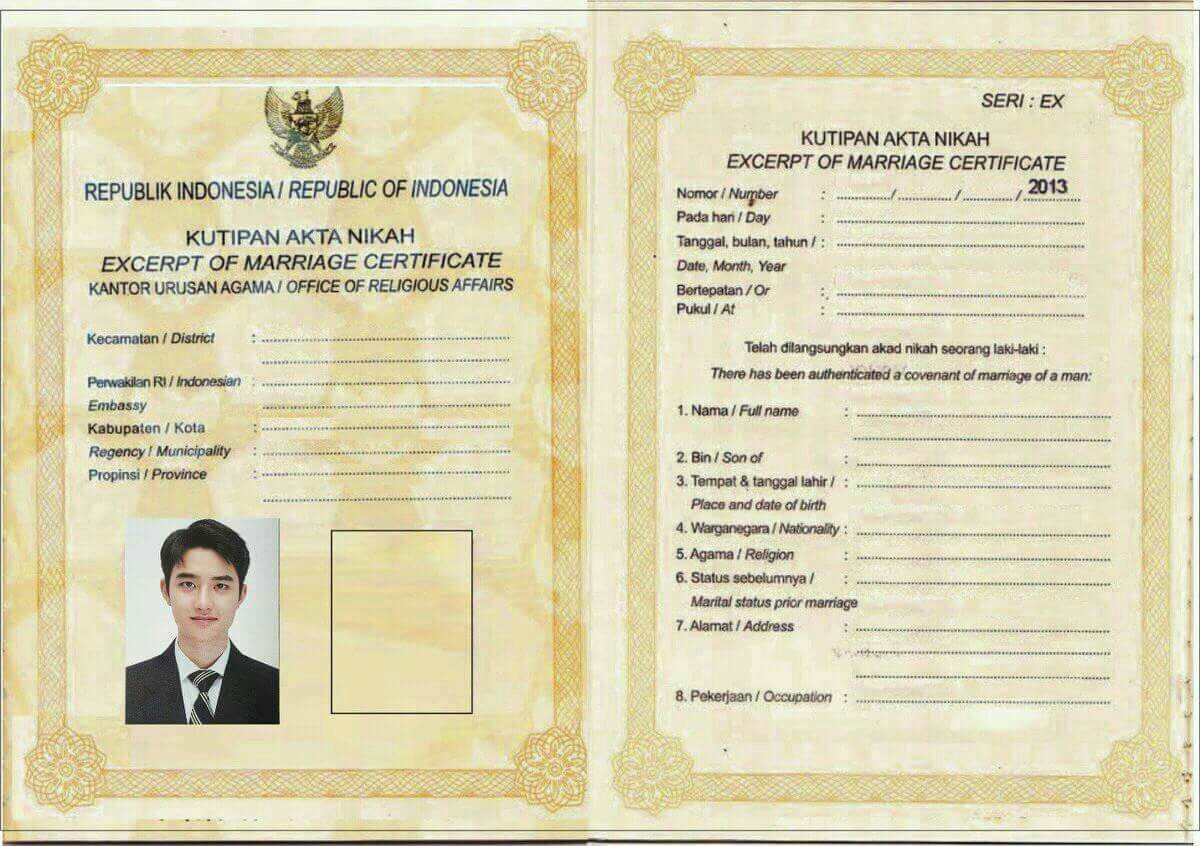 REPUBLIK INDONESIA / REPUBLIC OF INDONESIA
KUTIPAN AKTA NIKAH
EXCERPT OF MARRIAGE CERTIFICATE
KANTOR URUSAN AGAMA / OFFICE OF RELIGIOUS AFFAIRS
Kecamatan / District :
Perwakilan RI / Indonesian :
Embassy
Kabupaten / Kota :
Regency / Municipality :
Propinsi / Province :
SERI : EX
KUTIPAN AKTA NIKAH
EXCERPT OF MARRIAGE CERTIFICATE
Nomor / Number : ............/............/............/ 2013
Pada hari / Day :
Tanggal, bulan, tahun / :
Date, Month, Year
Bertepatan / Or :
Pukul / At :
Telah dilangsungkan akad nikah seorang laki-laki :
There has been authenticated a covenant of marriage of a man:
1. Nama / Full name :
2. Bin / Son of :
3. Tempat & tanggal lahir / :
Place and date of birth
4. Warganegara / Nationality :
5. Agama / Religion :
6. Status sebelumnya / :
Marital status prior marriage
7. Alamat / Address :
8. Pekerjaan / Occupation :